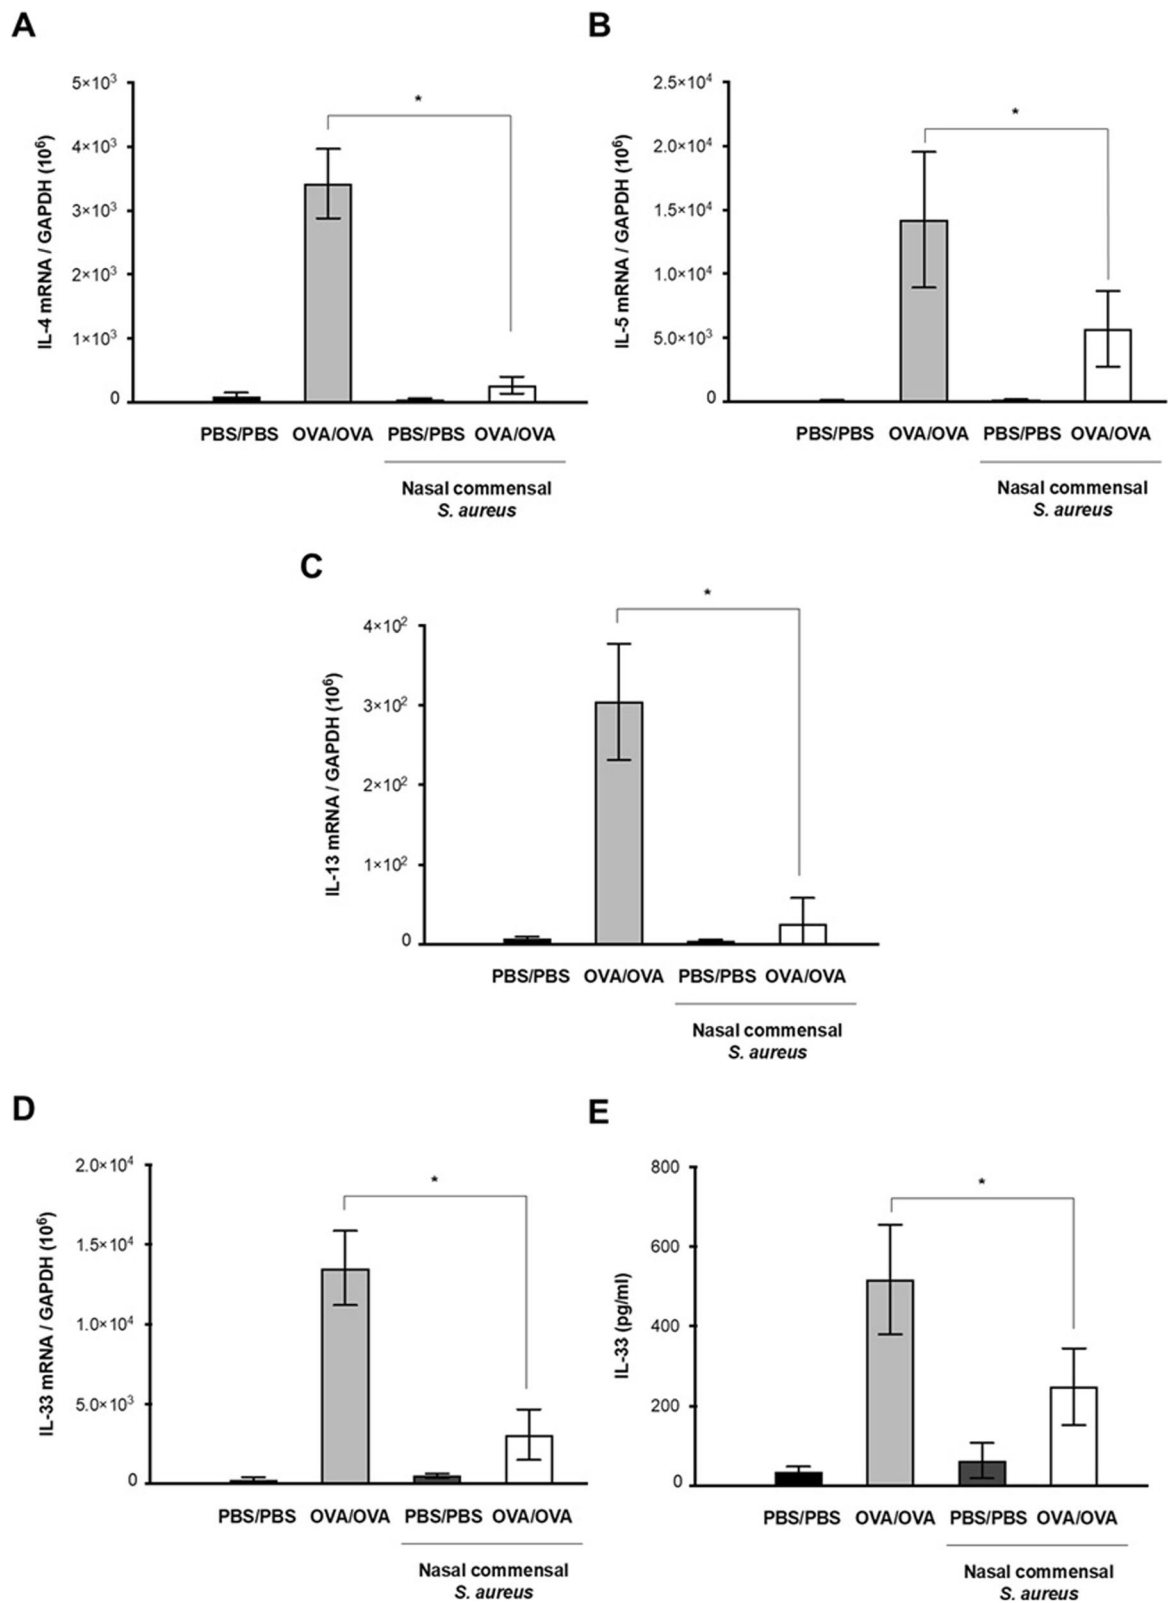 A
5×10³
4×10³
3×10³
2×10³
1×10³
0
IL-4 mRNA / GAPDH (10⁶)
*
PBS/PBS OVA/OVA PBS/PBS OVA/OVA
Nasal commensal
S. aureus
B
2.5×10⁴
2.0×10⁴
1.5×10⁴
1.0×10⁴
5.0×10³
0
IL-5 mRNA / GAPDH (10⁶)
*
PBS/PBS OVA/OVA PBS/PBS OVA/OVA
Nasal commensal
S. aureus
C
4×10²
3×10²
2×10²
1×10²
0
IL-13 mRNA / GAPDH (10⁶)
*
PBS/PBS OVA/OVA PBS/PBS OVA/OVA
Nasal commensal
S. aureus
D
2.0×10⁴
1.5×10⁴
1.0×10⁴
5.0×10³
0
IL-33 mRNA / GAPDH (10⁶)
*
PBS/PBS OVA/OVA PBS/PBS OVA/OVA
Nasal commensal
S. aureus
E
800
600
400
200
0
IL-33 (pg/ml)
*
PBS/PBS OVA/OVA PBS/PBS OVA/OVA
Nasal commensal
S. aureus